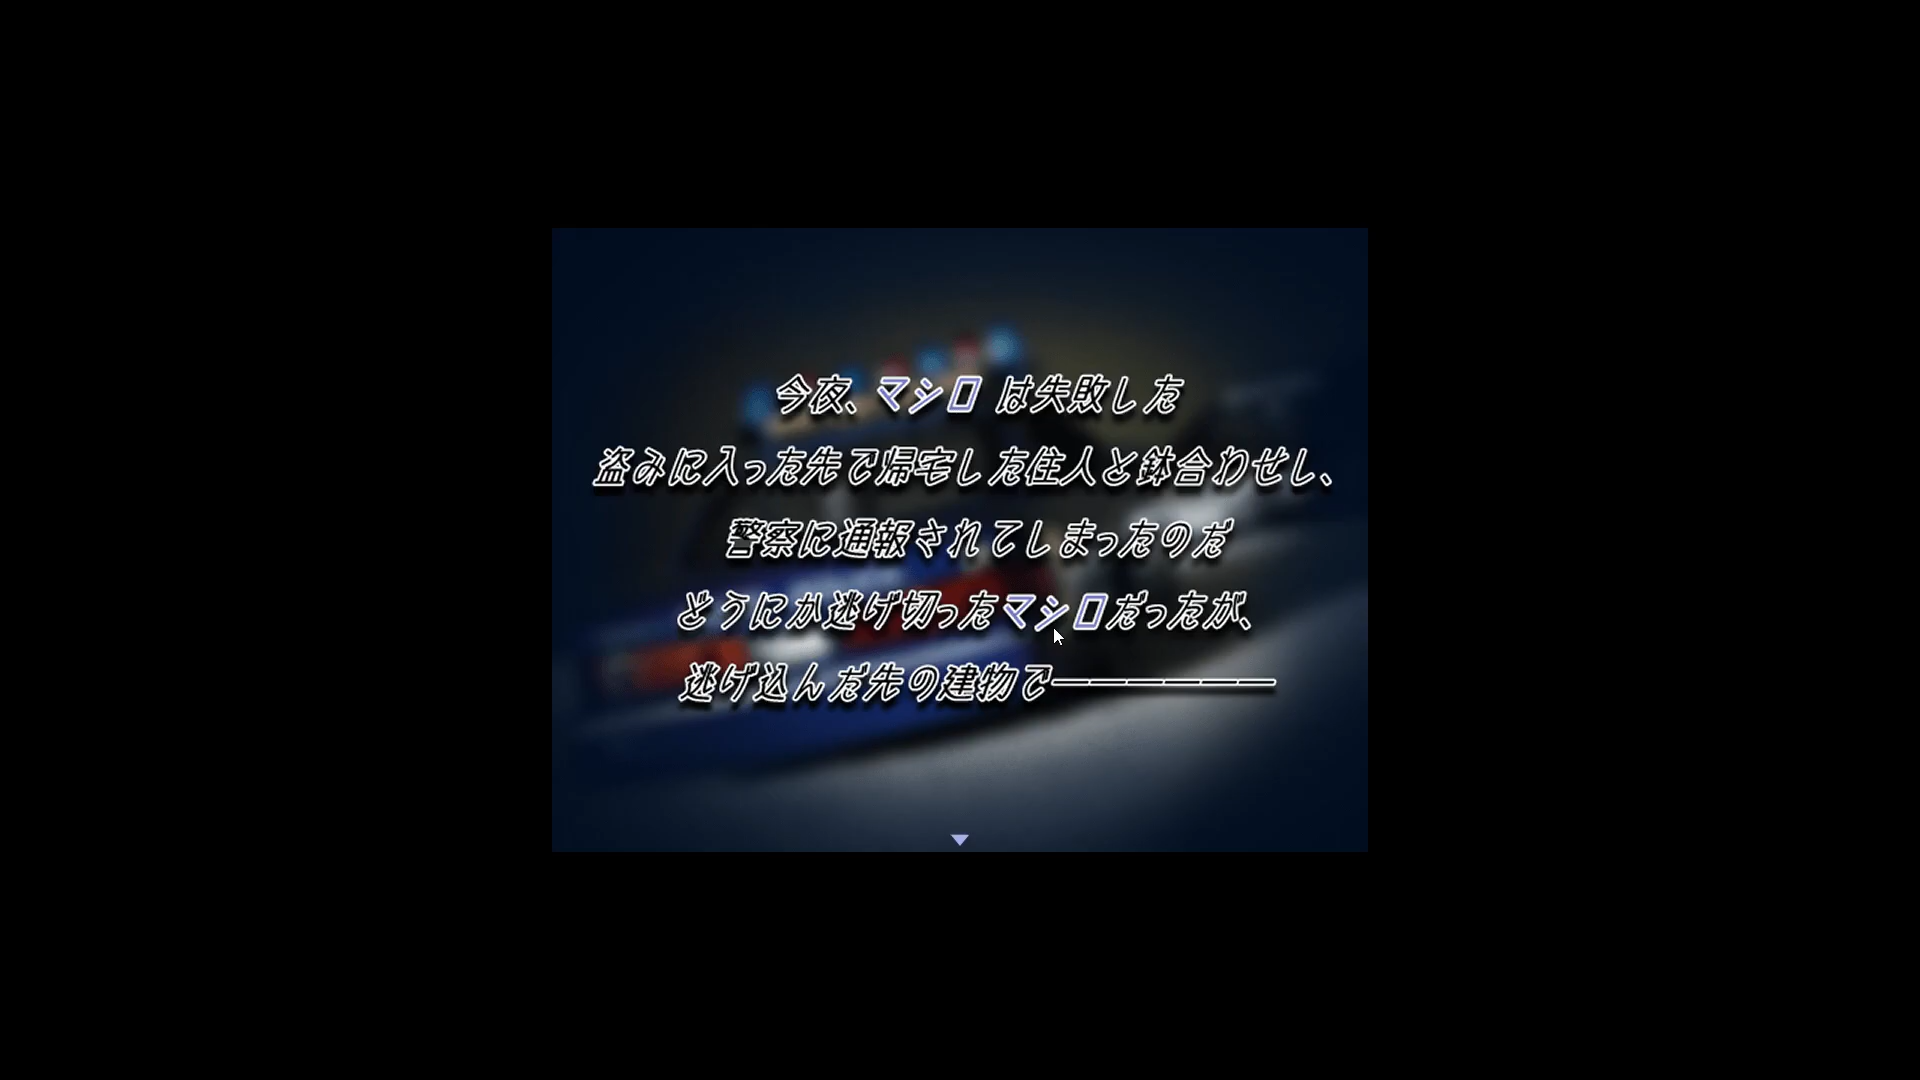 今夜、マシロ は失敗した
盗みに入った先で帰宅した住人と鉢合わせし、
警察に通報されてしまったのだ
どうにか逃げ切ったマシロだったが、
逃げ込んだ先の建物で――――――